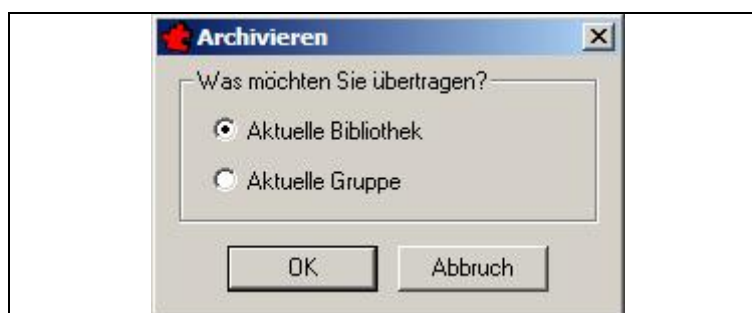 Archivieren
Was möchten Sie übertragen?
Aktuelle Bibliothek
Aktuelle Gruppe
OK Abbruch